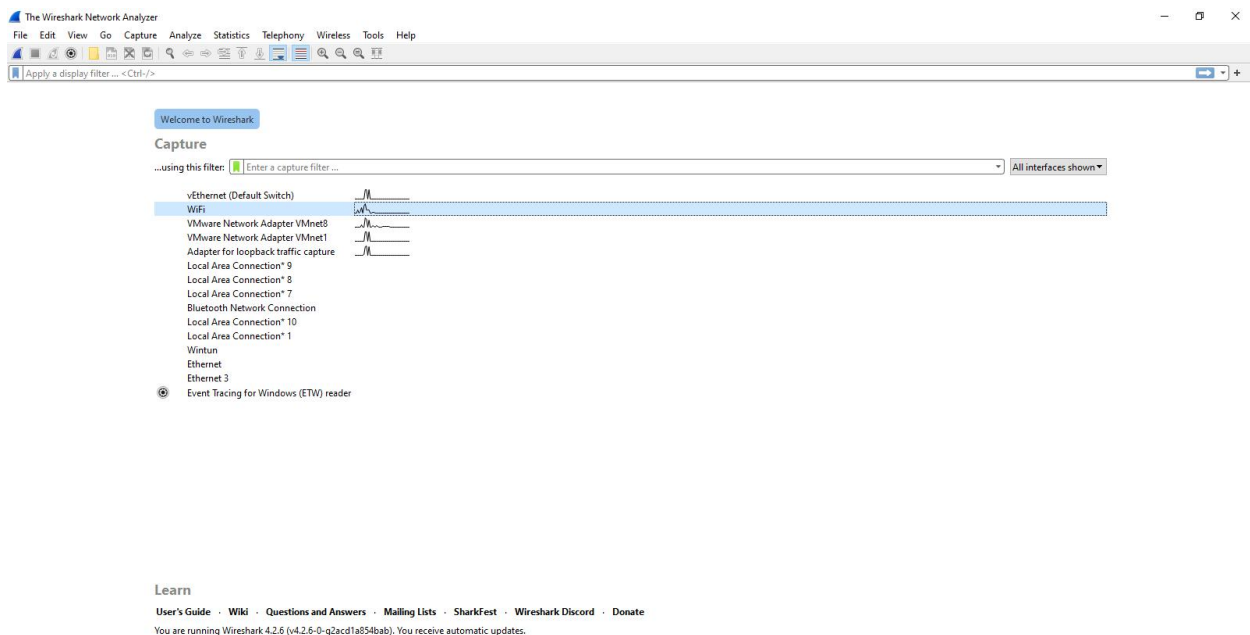 The Wireshark Network Analyzer
File Edit View Go Capture Analyze Statistics Telephony Wireless Tools Help
Apply a display filter ... <Ctrl-/>
+
Welcome to Wireshark
Capture
...using this filter: Enter a capture filter ... All interfaces shown
vEthernet (Default Switch)
WiFi
VMware Network Adapter VMnet8
VMware Network Adapter VMnet1
Adapter for loopback traffic capture
Local Area Connection* 9
Local Area Connection* 8
Local Area Connection* 7
Bluetooth Network Connection
Local Area Connection* 10
Local Area Connection* 1
Wintun
Ethernet
Ethernet 3
Event Tracing for Windows (ETW) reader
Learn
User's Guide · Wiki · Questions and Answers · Mailing Lists · SharkFest · Wireshark Discord · Donate
You are running Wireshark 4.2.6 (v4.2.6-0-g2acd1a854bab). You receive automatic updates.